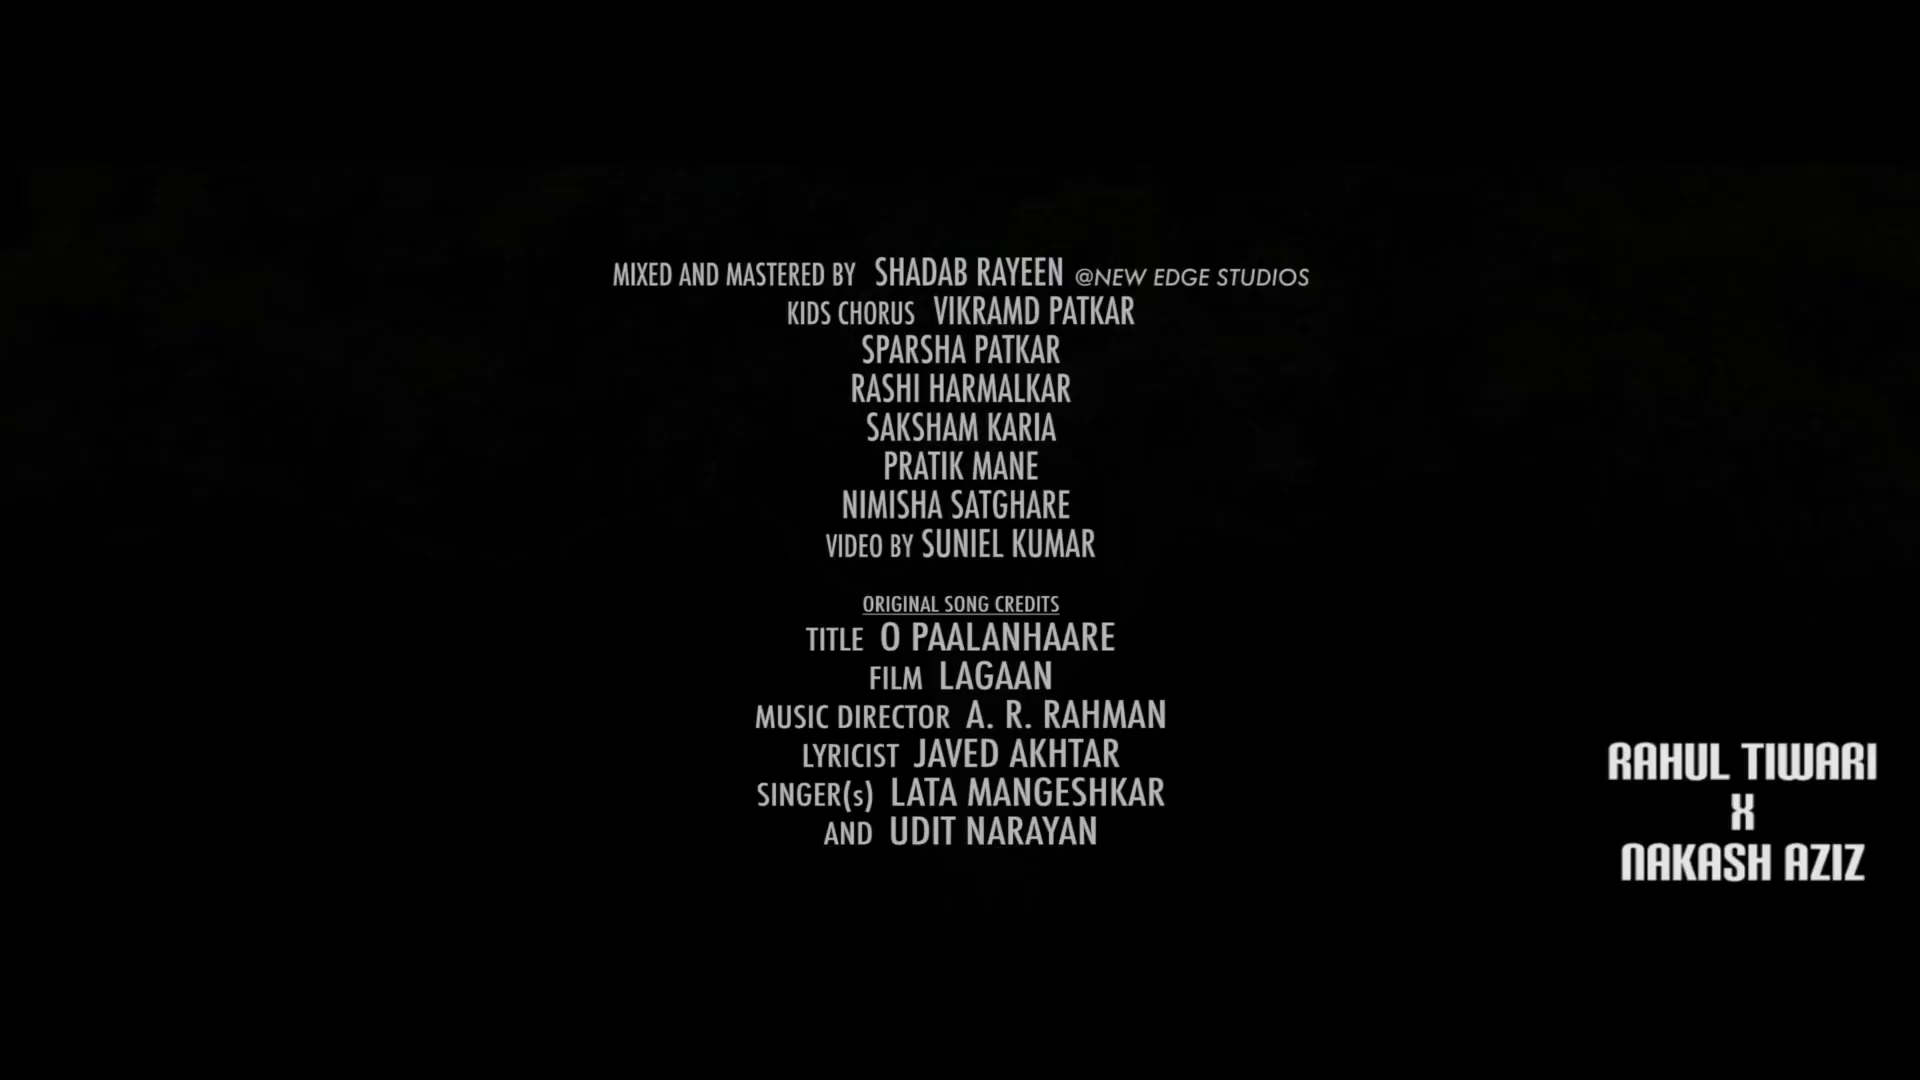 MIXED AND MASTERED BY SHADAB RAYEEN @NEW EDGE STUDIOS
KIDS CHORUS VIKRAMD PATKAR
SPARSHA PATKAR
RASHI HARMALKAR
SAKSHAM KARIA
PRATIK MANE
NIMISHA SATGHARE
VIDEO BY SUNIEL KUMAR
ORIGINAL SONG CREDITS
TITLE O PAALANHAARE
FILM LAGAAN
MUSIC DIRECTOR A. R. RAHMAN
LYRICIST JAVED AKHTAR
SINGER(s) LATA MANGESHKAR
AND UDIT NARAYAN
RAHUL TIWARI
X
NAKASH AZIZ